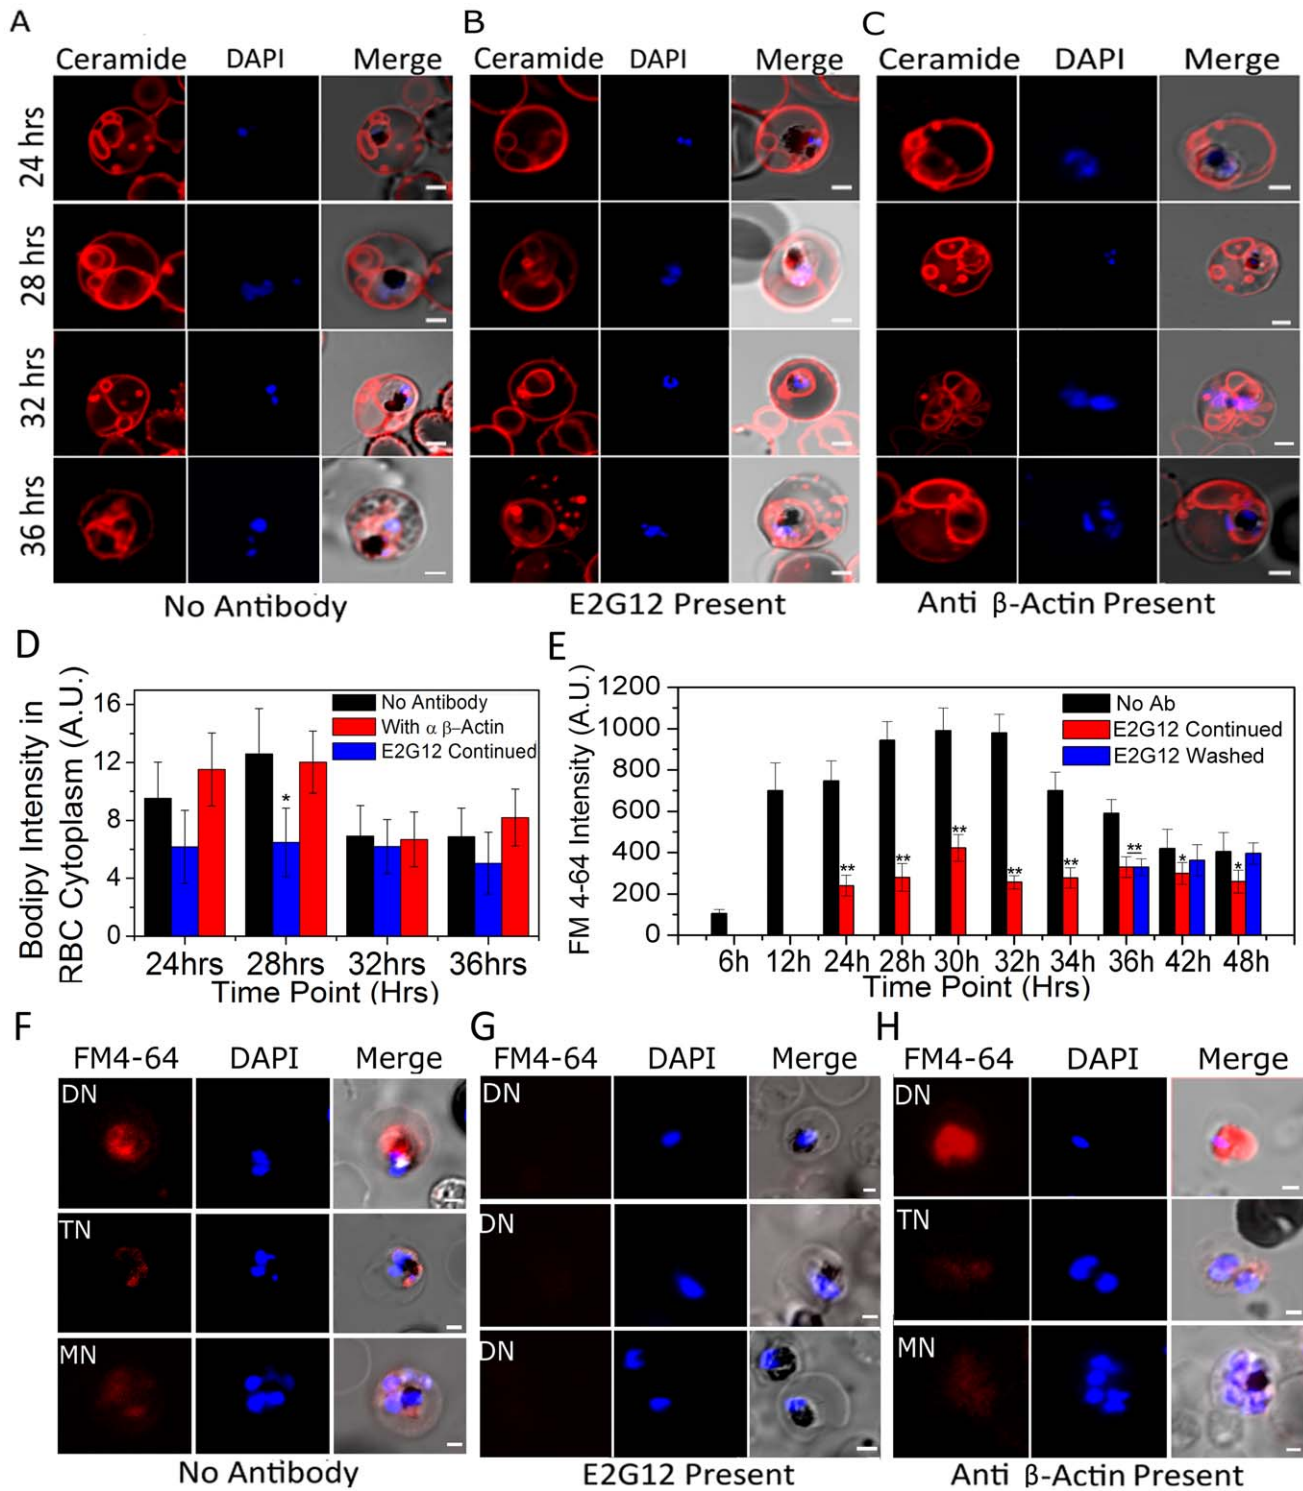 A
Ceramide DAPI Merge
24 hrs
28 hrs
32 hrs
36 hrs
No Antibody
B
Ceramide DAPI Merge
E2G12 Present
C
Ceramide DAPI Merge
Anti β-Actin Present
D
Bodipy Intensity in
RBC Cytoplasm (A.U.)
16
12
8
4
0
No Antibody
With α β-Actin
E2G12 Continued
*
24hrs 28hrs 32hrs 36hrs
Time Point (Hrs)
E
FM 4-64 Intensity (A.U.)
1200
1000
800
600
400
200
0
No Ab
E2G12 Continued
E2G12 Washed
** ** ** ** ** ** * *
6h 12h 24h 28h 30h 32h 34h 36h 42h 48h
Time Point (Hrs)
F
FM4-64 DAPI Merge
DN
TN
MN
No Antibody
G
FM4-64 DAPI Merge
DN
DN
DN
E2G12 Present
H
FM4-64 DAPI Merge
DN
TN
MN
Anti β-Actin Present